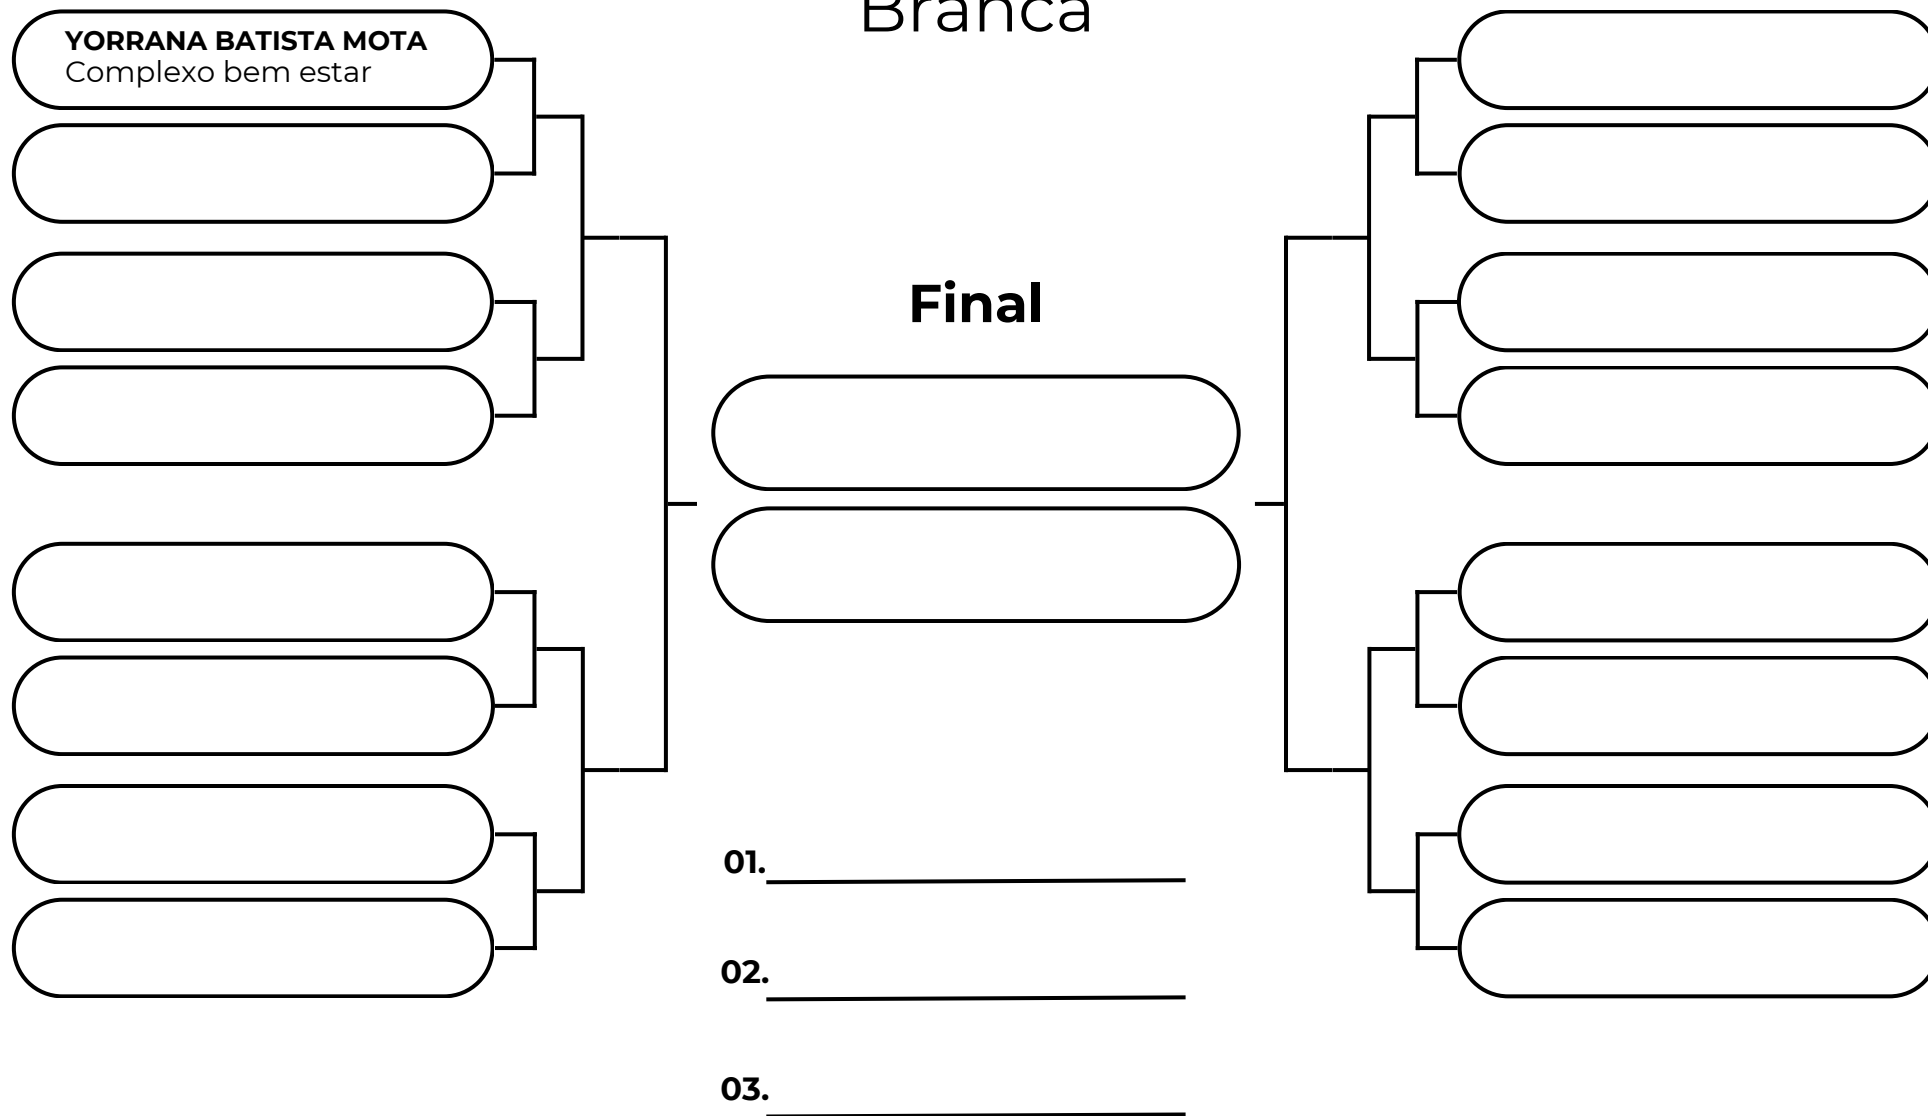 Branca
YORRANA BATISTA MOTA
Complexo bem estar
Final
01.
02.
03.